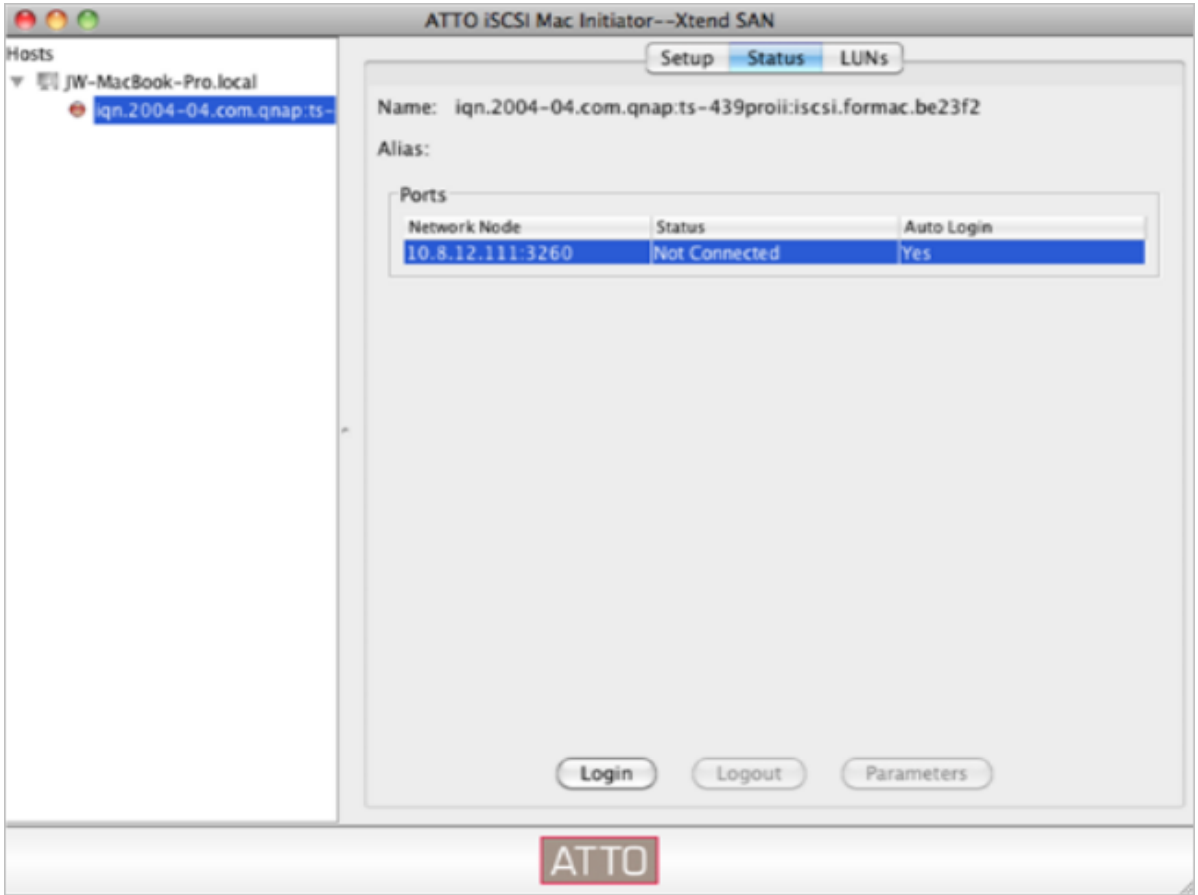 ATTO iSCSI Mac Initiator--Xtend SAN
Hosts
JW-MacBook-Pro.local
iqn.2004-04.com.qnap:ts-
Setup Status LUNs
Name: iqn.2004-04.com.qnap:ts-439proii:iscsi.formac.be23f2
Alias:
Ports
Network Node Status Auto Login
10.8.12.111:3260 Not Connected Yes
Login Logout Parameters
ATTO